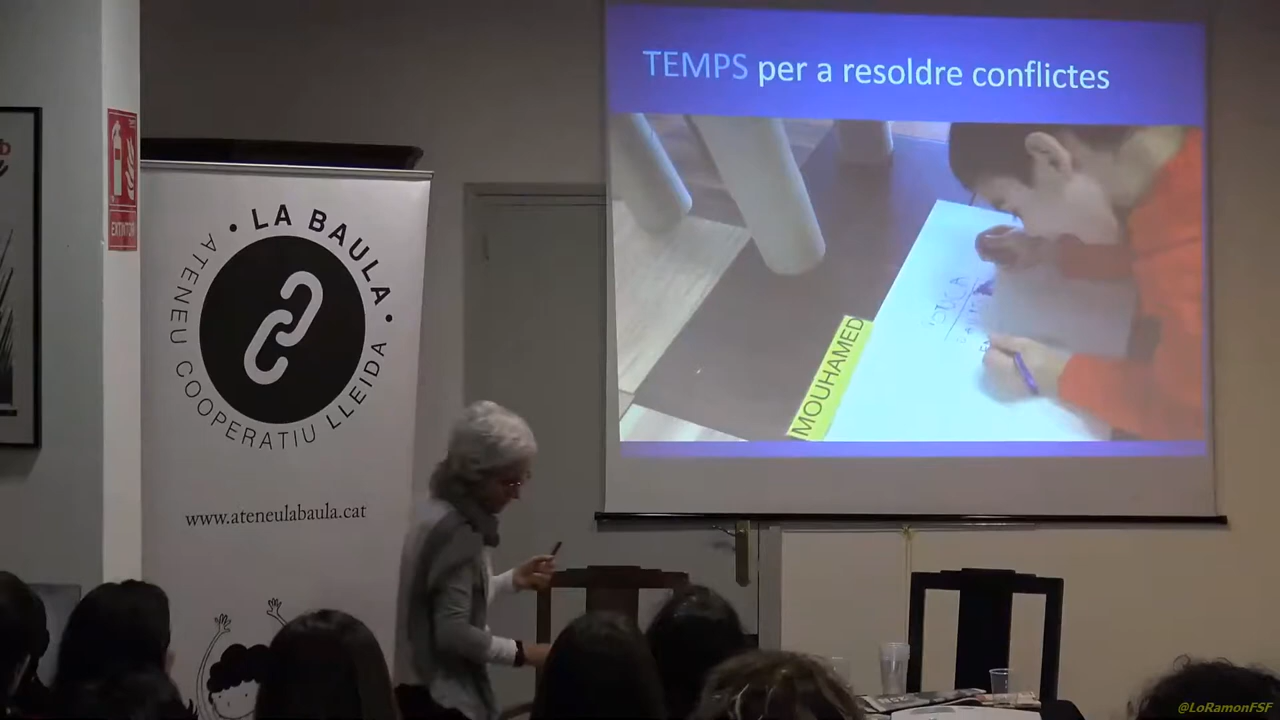 TEMPS per a resoldre conflictes
EXTINTOR
• LA BAULA •
ATENEU COOPERATIU LLEIDA
www.ateneulabaula.cat
MOUHAMED
@LoRamonFSF